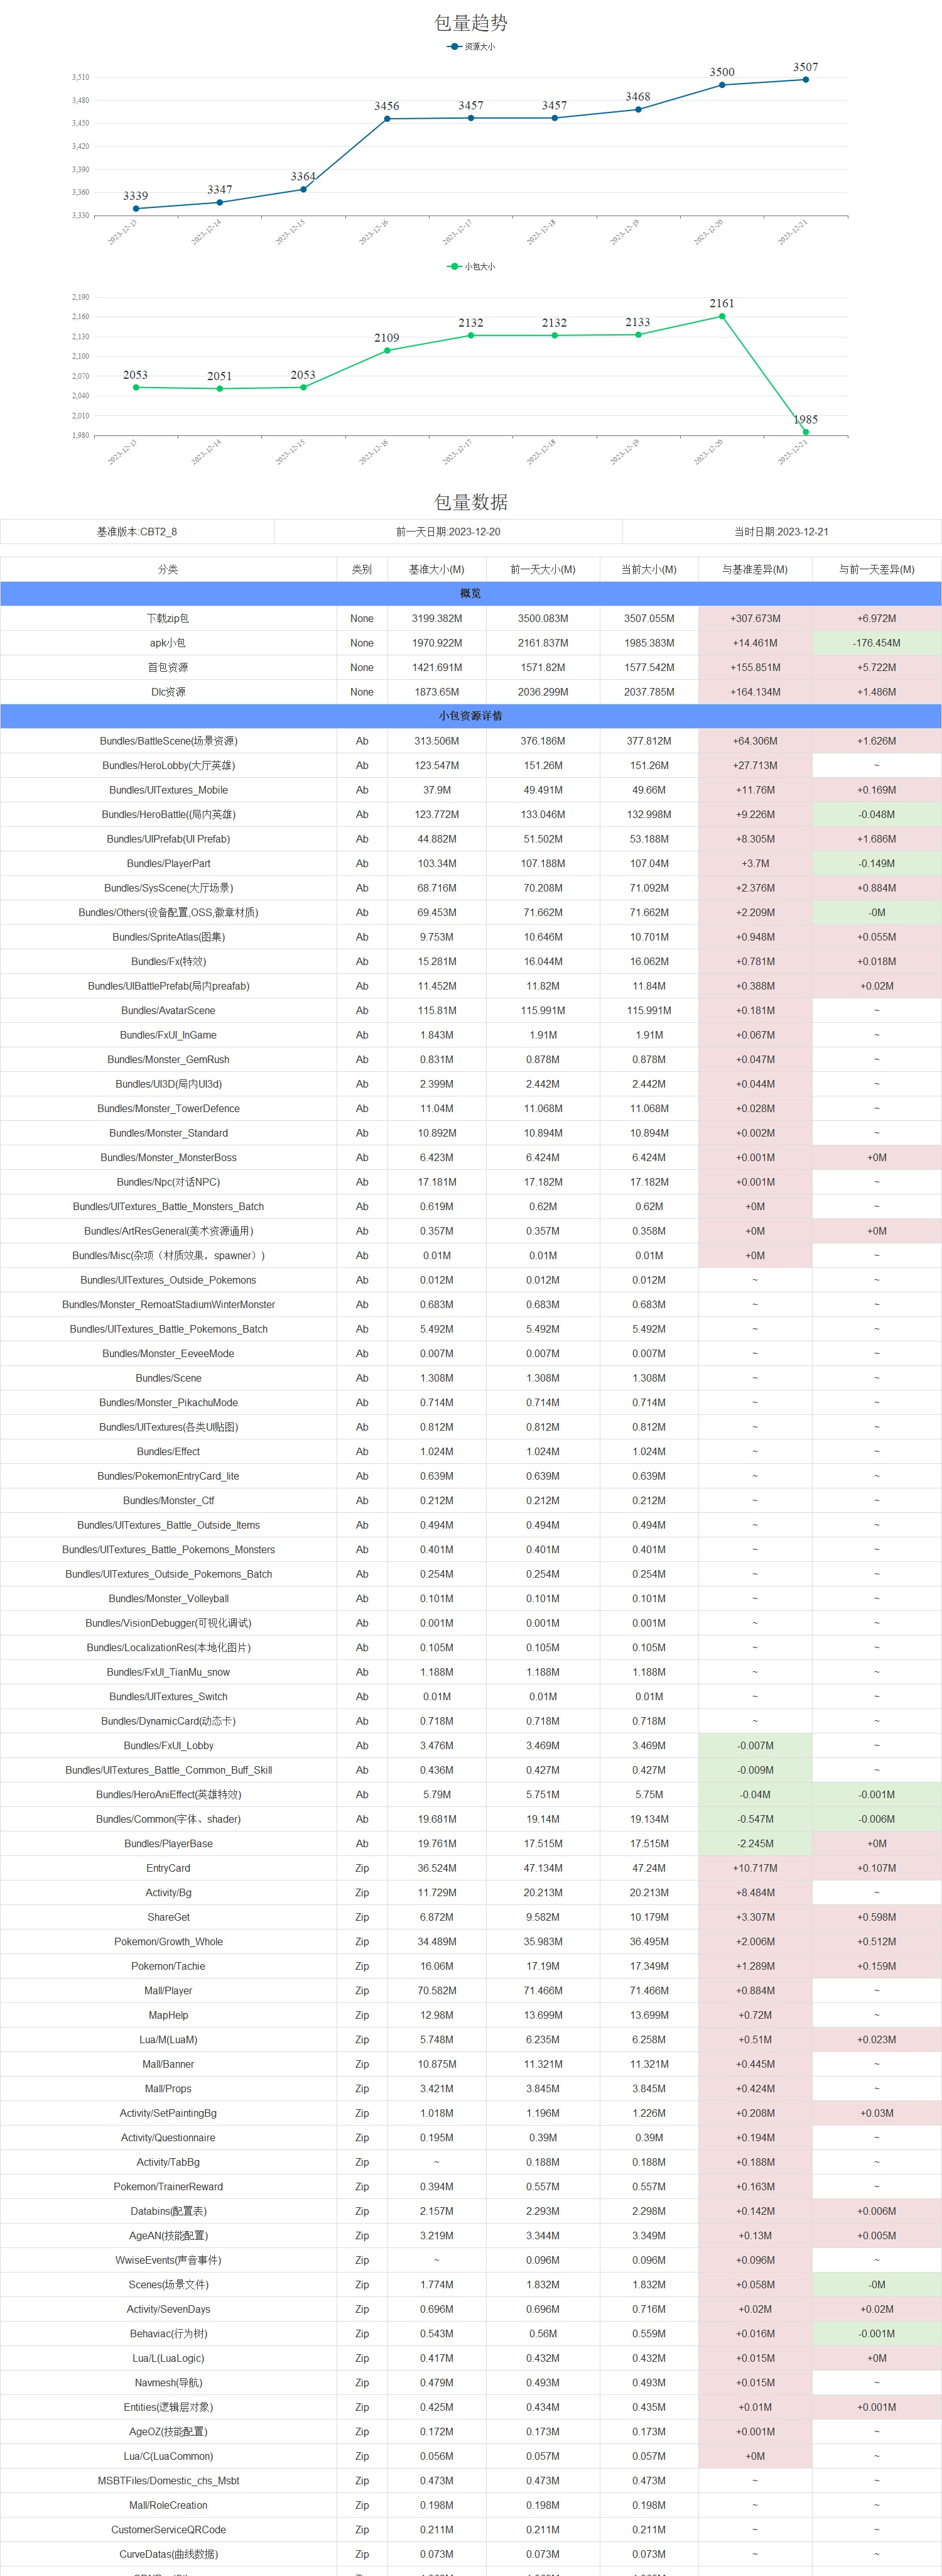 包量趋势
资源大小
3,510
3,480
3,450
3,420
3,390
3,360
3,330
3339
3347
3364
3456
3457
3457
3468
3500
3507
2023-12-13
2023-12-14
2023-12-15
2023-12-16
2023-12-17
2023-12-18
2023-12-19
2023-12-20
2023-12-21
小包大小
2,190
2,160
2,130
2,100
2,070
2,040
2,010
1,980
2053
2051
2053
2109
2132
2132
2133
2161
1985
2023-12-13
2023-12-14
2023-12-15
2023-12-16
2023-12-17
2023-12-18
2023-12-19
2023-12-20
2023-12-21
包量数据
基准版本:CBT2_8 前一天日期:2023-12-20 当时日期:2023-12-21
分类 类别 基准大小(M) 前一天大小(M) 当前大小(M) 与基准差异(M) 与前一天差异(M)
概览
下载zip包 None 3199.382M 3500.083M 3507.055M +307.673M +6.972M
apk小包 None 1970.922M 2161.837M 1985.383M +14.461M -176.454M
首包资源 None 1421.691M 1571.82M 1577.542M +155.851M +5.722M
Dlc资源 None 1873.65M 2036.299M 2037.785M +164.134M +1.486M
小包资源详情
Bundles/BattleScene(场景资源) Ab 313.506M 376.186M 377.812M +64.306M +1.626M
Bundles/HeroLobby(大厅英雄) Ab 123.547M 151.26M 151.26M +27.713M ~
Bundles/UITextures_Mobile Ab 37.9M 49.491M 49.66M +11.76M +0.169M
Bundles/HeroBattle((局内英雄) Ab 123.772M 133.046M 132.998M +9.226M -0.048M
Bundles/UIPrefab(UI Prefab) Ab 44.882M 51.502M 53.188M +8.305M +1.686M
Bundles/PlayerPart Ab 103.34M 107.188M 107.04M +3.7M -0.149M
Bundles/SysScene(大厅场景) Ab 68.716M 70.208M 71.092M +2.376M +0.884M
Bundles/Others(设备配置,OSS,徽章材质) Ab 69.453M 71.662M 71.662M +2.209M -0M
Bundles/SpriteAtlas(图集) Ab 9.753M 10.646M 10.701M +0.948M +0.055M
Bundles/Fx(特效) Ab 15.281M 16.044M 16.062M +0.781M +0.018M
Bundles/UIBattlePrefab(局内preafab) Ab 11.452M 11.82M 11.84M +0.388M +0.02M
Bundles/AvatarScene Ab 115.81M 115.991M 115.991M +0.181M ~
Bundles/FxUI_InGame Ab 1.843M 1.91M 1.91M +0.067M ~
Bundles/Monster_GemRush Ab 0.831M 0.878M 0.878M +0.047M ~
Bundles/UI3D(局内UI3d) Ab 2.399M 2.442M 2.442M +0.044M ~
Bundles/Monster_TowerDefence Ab 11.04M 11.068M 11.068M +0.028M ~
Bundles/Monster_Standard Ab 10.892M 10.894M 10.894M +0.002M ~
Bundles/Monster_MonsterBoss Ab 6.423M 6.424M 6.424M +0.001M +0M
Bundles/Npc(对话NPC) Ab 17.181M 17.182M 17.182M +0.001M ~
Bundles/UITextures_Battle_Monsters_Batch Ab 0.619M 0.62M 0.62M +0M ~
Bundles/ArtResGeneral(美术资源通用) Ab 0.357M 0.357M 0.358M +0M +0M
Bundles/Misc(杂项（材质效果，spawner）) Ab 0.01M 0.01M 0.01M +0M ~
Bundles/UITextures_Outside_Pokemons Ab 0.012M 0.012M 0.012M ~ ~
Bundles/Monster_RemoatStadiumWinterMonster Ab 0.683M 0.683M 0.683M ~ ~
Bundles/UITextures_Battle_Pokemons_Batch Ab 5.492M 5.492M 5.492M ~ ~
Bundles/Monster_EeveeMode Ab 0.007M 0.007M 0.007M ~ ~
Bundles/Scene Ab 1.308M 1.308M 1.308M ~ ~
Bundles/Monster_PikachuMode Ab 0.714M 0.714M 0.714M ~ ~
Bundles/UITextures(各类UI贴图) Ab 0.812M 0.812M 0.812M ~ ~
Bundles/Effect Ab 1.024M 1.024M 1.024M ~ ~
Bundles/PokemonEntryCard_lite Ab 0.639M 0.639M 0.639M ~ ~
Bundles/Monster_Ctf Ab 0.212M 0.212M 0.212M ~ ~
Bundles/UITextures_Battle_Outside_Items Ab 0.494M 0.494M 0.494M ~ ~
Bundles/UITextures_Battle_Pokemons_Monsters Ab 0.401M 0.401M 0.401M ~ ~
Bundles/UITextures_Outside_Pokemons_Batch Ab 0.254M 0.254M 0.254M ~ ~
Bundles/Monster_Volleyball Ab 0.101M 0.101M 0.101M ~ ~
Bundles/VisionDebugger(可视化调试) Ab 0.001M 0.001M 0.001M ~ ~
Bundles/LocalizationRes(本地化图片) Ab 0.105M 0.105M 0.105M ~ ~
Bundles/FxUI_TianMu_snow Ab 1.188M 1.188M 1.188M ~ ~
Bundles/UITextures_Switch Ab 0.01M 0.01M 0.01M ~ ~
Bundles/DynamicCard(动态卡) Ab 0.718M 0.718M 0.718M ~ ~
Bundles/FxUI_Lobby Ab 3.476M 3.469M 3.469M -0.007M ~
Bundles/UITextures_Battle_Common_Buff_Skill Ab 0.436M 0.427M 0.427M -0.009M ~
Bundles/HeroAniEffect(英雄特效) Ab 5.79M 5.751M 5.75M -0.04M -0.001M
Bundles/Common(字体、shader) Ab 19.681M 19.14M 19.134M -0.547M -0.006M
Bundles/PlayerBase Ab 19.761M 17.515M 17.515M -2.245M +0M
EntryCard Zip 36.524M 47.134M 47.24M +10.717M +0.107M
Activity/Bg Zip 11.729M 20.213M 20.213M +8.484M ~
ShareGet Zip 6.872M 9.582M 10.179M +3.307M +0.598M
Pokemon/Growth_Whole Zip 34.489M 35.983M 36.495M +2.006M +0.512M
Pokemon/Tachie Zip 16.06M 17.19M 17.349M +1.289M +0.159M
Mall/Player Zip 70.582M 71.466M 71.466M +0.884M ~
MapHelp Zip 12.98M 13.699M 13.699M +0.72M ~
Lua/M(LuaM) Zip 5.748M 6.235M 6.258M +0.51M +0.023M
Mall/Banner Zip 10.875M 11.321M 11.321M +0.445M ~
Mall/Props Zip 3.421M 3.845M 3.845M +0.424M ~
Activity/SetPaintingBg Zip 1.018M 1.196M 1.226M +0.208M +0.03M
Activity/Questionnaire Zip 0.195M 0.39M 0.39M +0.194M ~
Activity/TabBg Zip ~ 0.188M 0.188M +0.188M ~
Pokemon/TrainerReward Zip 0.394M 0.557M 0.557M +0.163M ~
Databins(配置表) Zip 2.157M 2.293M 2.298M +0.142M +0.006M
AgeAN(技能配置) Zip 3.219M 3.344M 3.349M +0.13M +0.005M
WwiseEvents(声音事件) Zip ~ 0.096M 0.096M +0.096M ~
Scenes(场景文件) Zip 1.774M 1.832M 1.832M +0.058M -0M
Activity/SevenDays Zip 0.696M 0.696M 0.716M +0.02M +0.02M
Behaviac(行为树) Zip 0.543M 0.56M 0.559M +0.016M -0.001M
Lua/L(LuaLogic) Zip 0.417M 0.432M 0.432M +0.015M +0M
Navmesh(导航) Zip 0.479M 0.493M 0.493M +0.015M ~
Entities(逻辑层对象) Zip 0.425M 0.434M 0.435M +0.01M +0.001M
AgeOZ(技能配置) Zip 0.172M 0.173M 0.173M +0.001M ~
Lua/C(LuaCommon) Zip 0.056M 0.057M 0.057M +0M ~
MSBTFiles/Domestic_chs_Msbt Zip 0.473M 0.473M 0.473M ~ ~
Mall/RoleCreation Zip 0.198M 0.198M 0.198M ~ ~
CustomerServiceQRCode Zip 0.211M 0.211M 0.211M ~ ~
CurveDatas(曲线数据) Zip 0.073M 0.073M 0.073M ~ ~